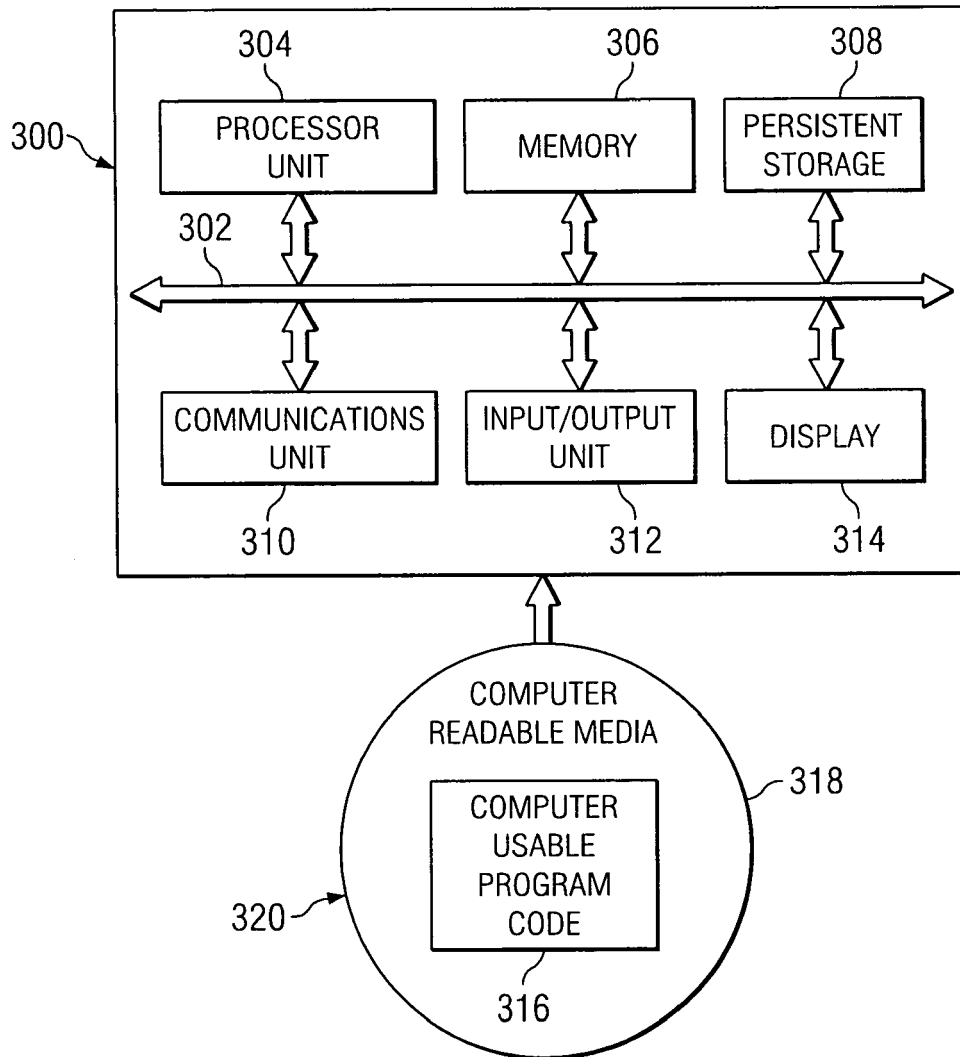 304
306
308
300
PROCESSOR
UNIT
MEMORY
PERSISTENT
STORAGE
302
COMMUNICATIONS
UNIT
INPUT/OUTPUT
UNIT
DISPLAY
310
312
314
COMPUTER
READABLE MEDIA
318
COMPUTER
USABLE
PROGRAM
CODE
320
316